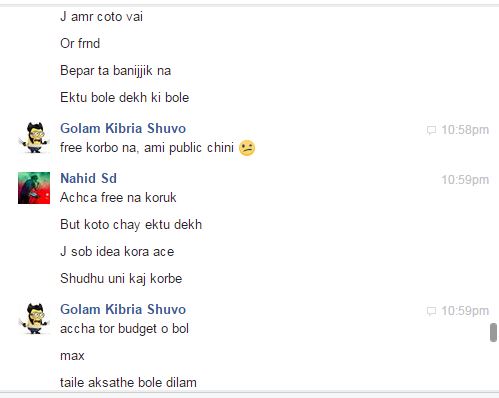 J amr coto vai
Or frnd
Bepar ta banijjik na
Ektu bole dekh ki bole
Golam Kibria Shuvo 10:58pm
free korbo na, ami public chini
Nahid Sd 10:59pm
Achca free na koruk
But koto chay ektu dekh
J sob idea kora ace
Shudhu uni kaj korbe
Golam Kibria Shuvo 10:59pm
accha tor budget o bol
max
taile aksathe bole dilam